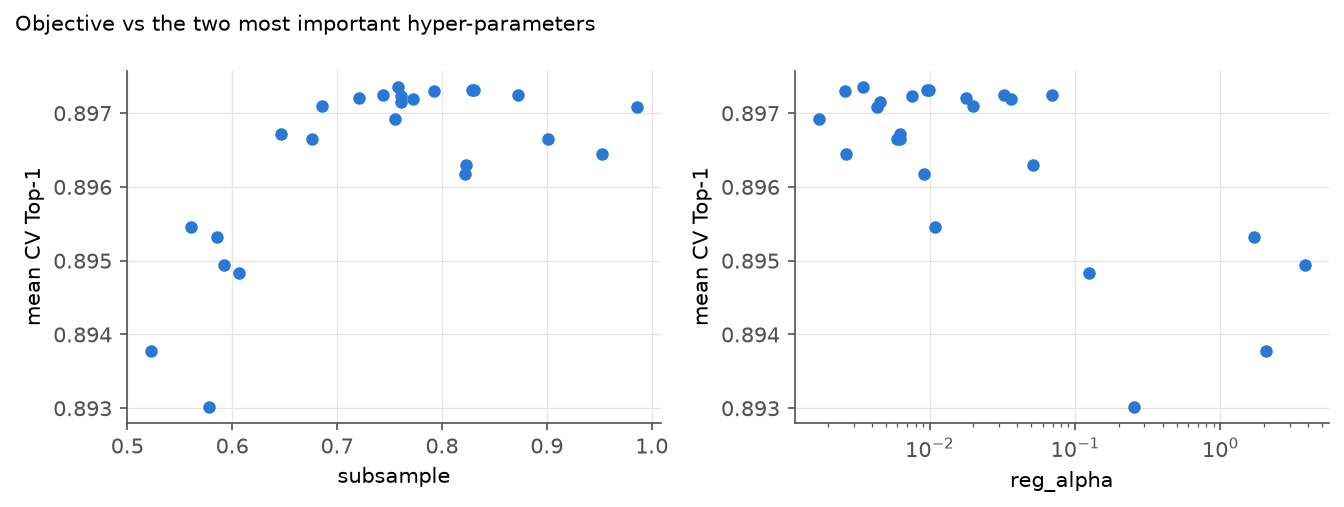 Objective vs the two most important hyper-parameters
mean CV Top-1
0.897
0.896
0.895
0.894
0.893
0.5 0.6 0.7 0.8 0.9 1.0
subsample
mean CV Top-1
0.897
0.896
0.895
0.894
0.893
10⁻² 10⁻¹ 10⁰
reg_alpha